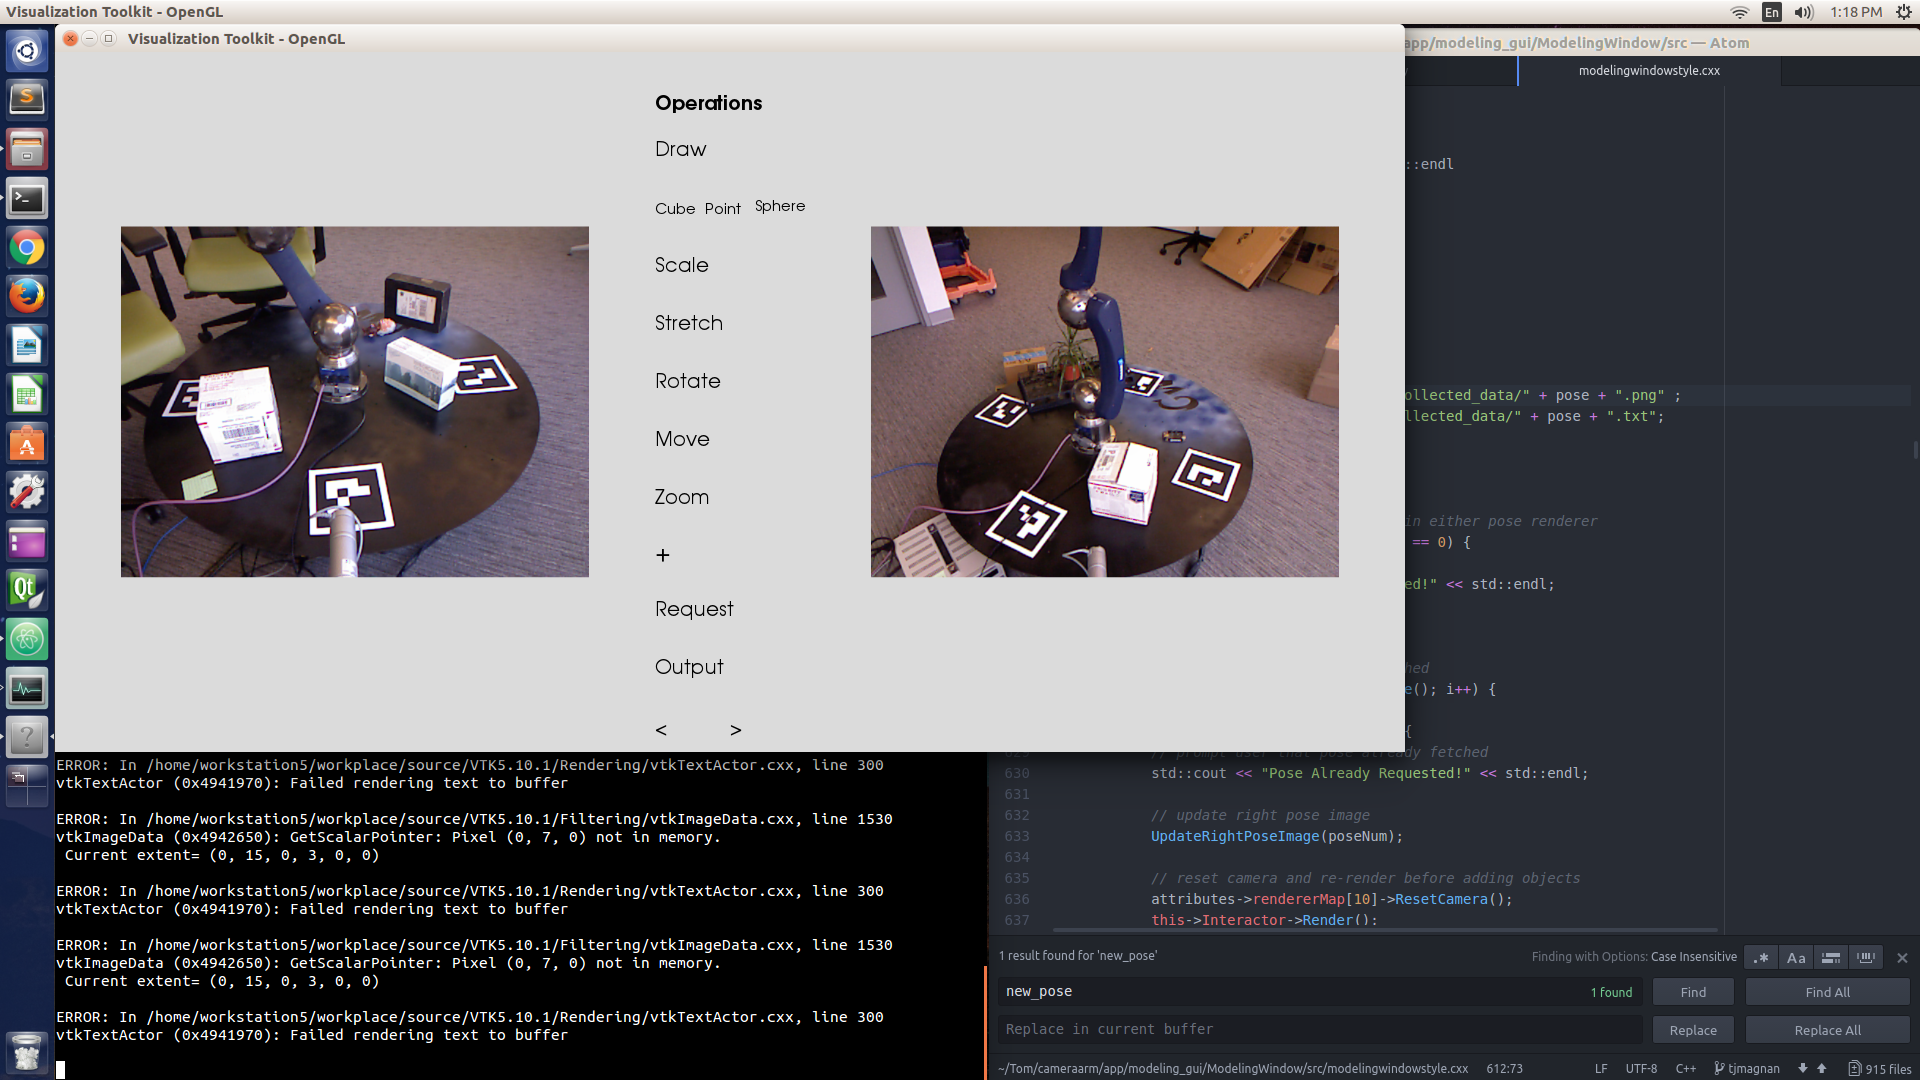 Visualization Toolkit - OpenGL
En
1:18 PM
Visualization Toolkit - OpenGL
app/modeling_gui/ModelingWindow/src — Atom
modelingwindowstyle.cxx
Operations
Draw
Cube Point Sphere
Scale
Stretch
Rotate
Move
Zoom
+
Request
Output
< >
::endl
ollected_data/" + pose + ".png" ;
llected_data/" + pose + ".txt";
in either pose renderer
== 0) {
ed!" << std::endl;
hed
e(); i++) {
{
// prompt user that pose already fetched
630 std::cout << "Pose Already Requested!" << std::endl;
631
632 // update right pose image
633 UpdateRightPoseImage(poseNum);
634
635 // reset camera and re-render before adding objects
636 attributes->rendererMap[10]->ResetCamera();
637 this->Interactor->Render();
ERROR: In /home/workstation5/workplace/source/VTK5.10.1/Rendering/vtkTextActor.cxx, line 300
vtkTextActor (0x4941970): Failed rendering text to buffer
ERROR: In /home/workstation5/workplace/source/VTK5.10.1/Filtering/vtkImageData.cxx, line 1530
vtkImageData (0x4942650): GetScalarPointer: Pixel (0, 7, 0) not in memory.
Current extent= (0, 15, 0, 3, 0, 0)
ERROR: In /home/workstation5/workplace/source/VTK5.10.1/Rendering/vtkTextActor.cxx, line 300
vtkTextActor (0x4941970): Failed rendering text to buffer
ERROR: In /home/workstation5/workplace/source/VTK5.10.1/Filtering/vtkImageData.cxx, line 1530
vtkImageData (0x4942650): GetScalarPointer: Pixel (0, 7, 0) not in memory.
Current extent= (0, 15, 0, 3, 0, 0)
ERROR: In /home/workstation5/workplace/source/VTK5.10.1/Rendering/vtkTextActor.cxx, line 300
vtkTextActor (0x4941970): Failed rendering text to buffer
1 result found for 'new_pose'
Finding with Options: Case Insensitive
.* Aa
new_pose
1 found
Find
Find All
Replace in current buffer
Replace
Replace All
~/Tom/cameraarm/app/modeling_gui/ModelingWindow/src/modelingwindowstyle.cxx 612:73
LF UTF-8 C++ tjmagnan 915 files